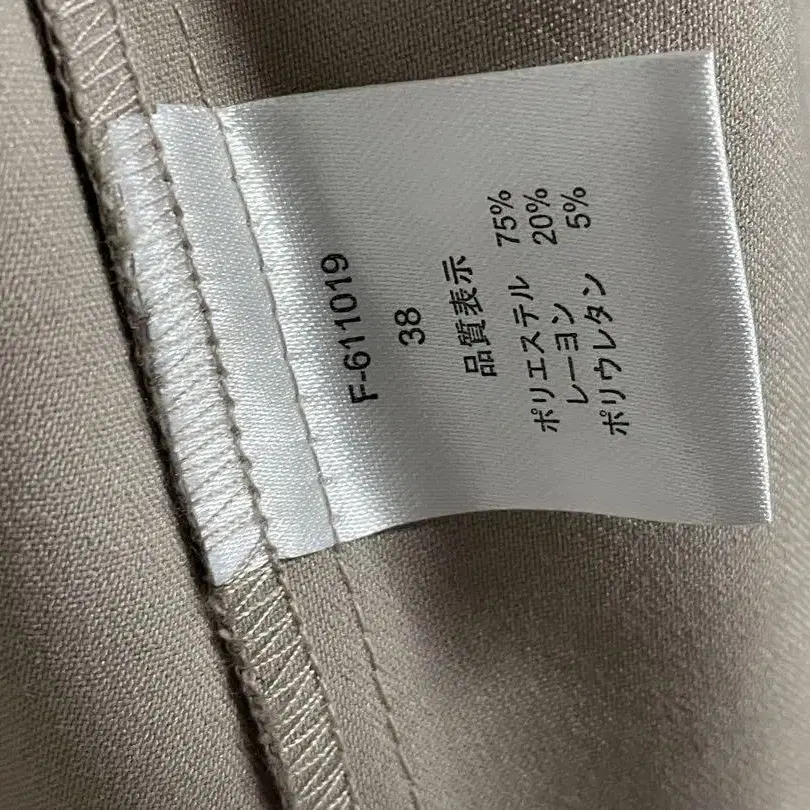 F-611019
38
品質表示
ポリエステル 75%
レーヨン 20%
ポリウレタン 5%